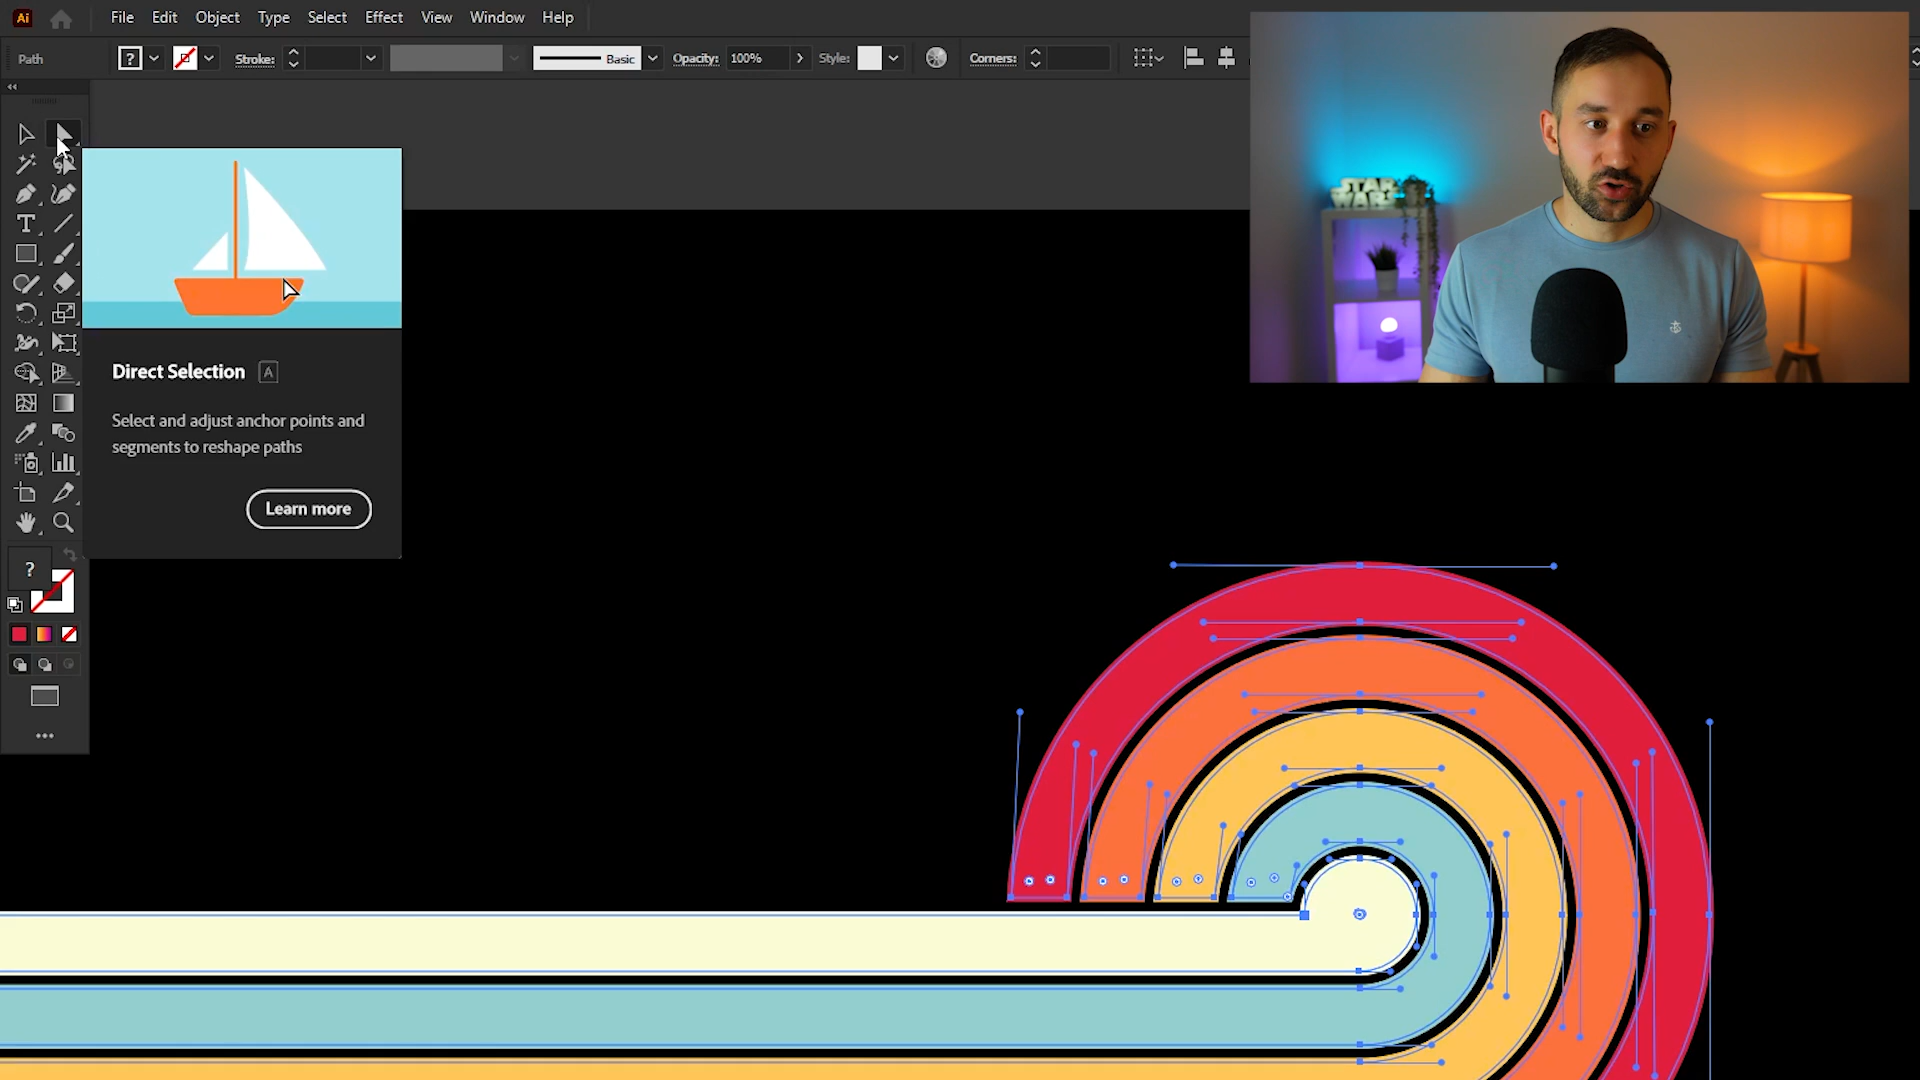 Ai File Edit Object Type Select Effect View Window Help
Path ? Stroke: Basic Opacity: 100% Style: Corners:
STAR
WARS
T
Direct Selection A
Select and adjust anchor points and
segments to reshape paths
Learn more
?